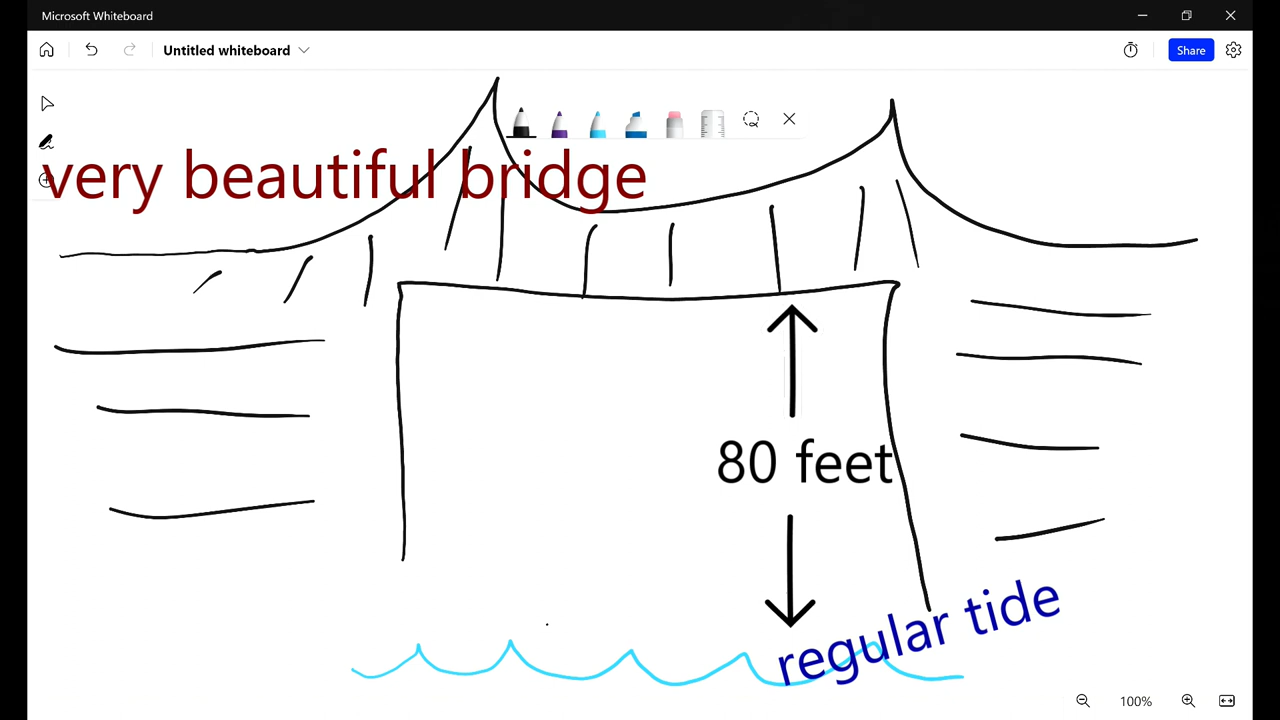 Microsoft Whiteboard
Untitled whiteboard
Share
very beautiful bridge
80 feet
regular tide
100%